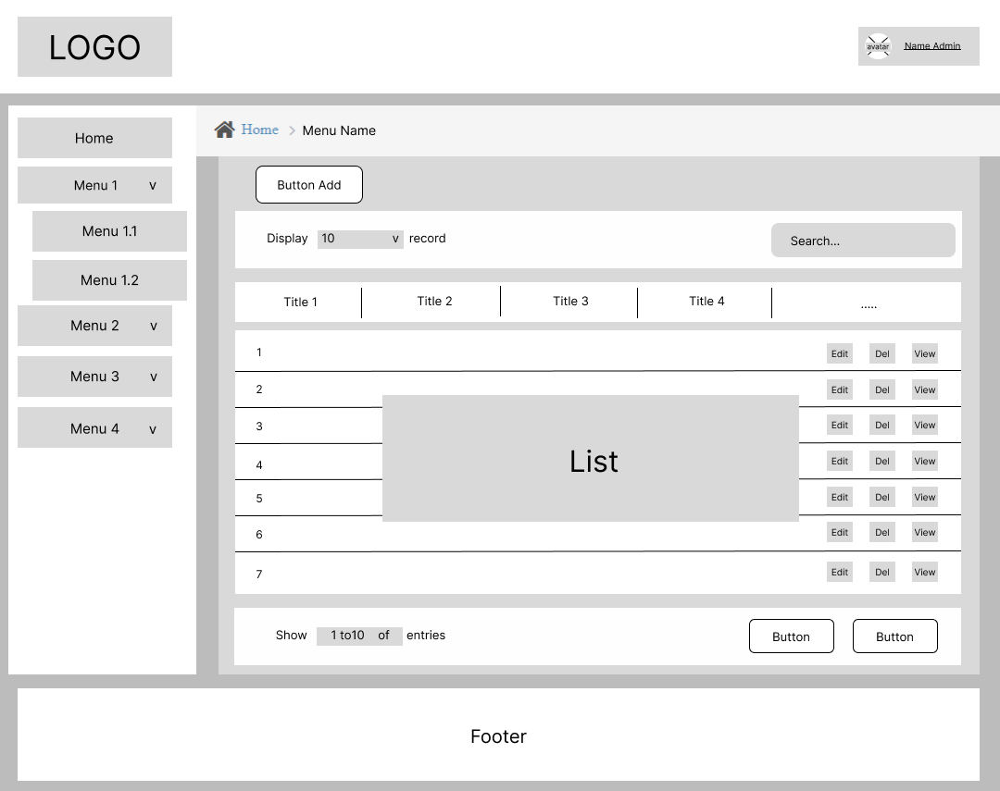 LOGO
avatar Name Admin
Home
Menu 1 v
Menu 1.1
Menu 1.2
Menu 2 v
Menu 3 v
Menu 4 v
Home Menu Name
Button Add
Display 10 v record
Search...
Title 1 Title 2 Title 3 Title 4 .....
1 Edit Del View
2 Edit Del View
3 Edit Del View
4 Edit Del View
5 Edit Del View
6 Edit Del View
7 Edit Del View
List
Show 1 to10 of entries
Button Button
Footer